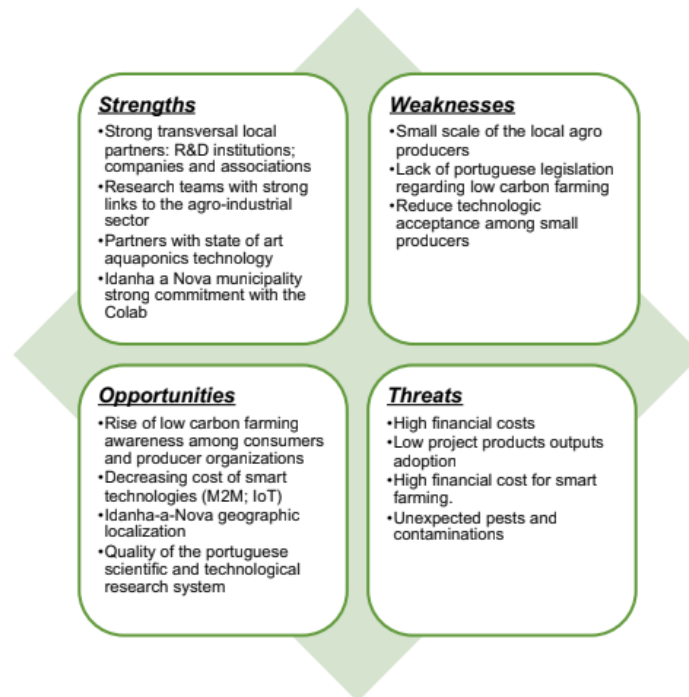 Strengths
•Strong transversal local
partners: R&D institutions;
companies and associations
•Research teams with strong
links to the agro-industrial
sector
•Partners with state of art
aquaponics technology
•Idanha a Nova municipality
strong commitment with the
Colab
Weaknesses
•Small scale of the local agro
producers
•Lack of portuguese legislation
regarding low carbon farming
•Reduce technologic
acceptance among small
producers
Opportunities
•Rise of low carbon farming
awareness among consumers
and producer organizations
•Decreasing cost of smart
technologies (M2M; IoT)
•Idanha-a-Nova geographic
localization
•Quality of the portuguese
scientific and technological
research system
Threats
•High financial costs
•Low project products outputs
adoption
•High financial cost for smart
farming.
•Unexpected pests and
contaminations